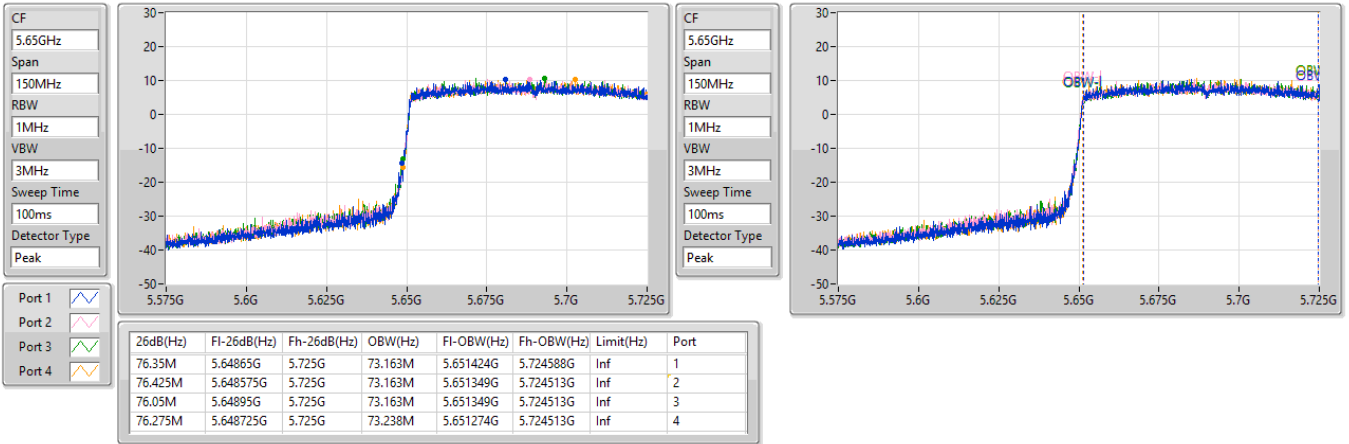 CF
5.65GHz
Span
150MHz
RBW
1MHz
VBW
3MHz
Sweep Time
100ms
Detector Type
Peak
30
20
10
0
-10
-20
-30
-40
-50
5.575G 5.6G 5.625G 5.65G 5.675G 5.7G 5.725G
CF
5.65GHz
Span
150MHz
RBW
1MHz
VBW
3MHz
Sweep Time
100ms
Detector Type
Peak
30
20
10
0
-10
-20
-30
-40
-50
OBW-
OBW
5.575G 5.6G 5.625G 5.65G 5.675G 5.7G 5.725G
Port 1
Port 2
Port 3
Port 4
26dB(Hz) Fl-26dB(Hz) Fh-26dB(Hz) OBW(Hz) Fl-OBW(Hz) Fh-OBW(Hz) Limit(Hz) Port
76.35M 5.64865G 5.725G 73.163M 5.651424G 5.724588G Inf 1
76.425M 5.648575G 5.725G 73.163M 5.651349G 5.724513G Inf 2
76.05M 5.64895G 5.725G 73.163M 5.651349G 5.724513G Inf 3
76.275M 5.648725G 5.725G 73.238M 5.651274G 5.724513G Inf 4